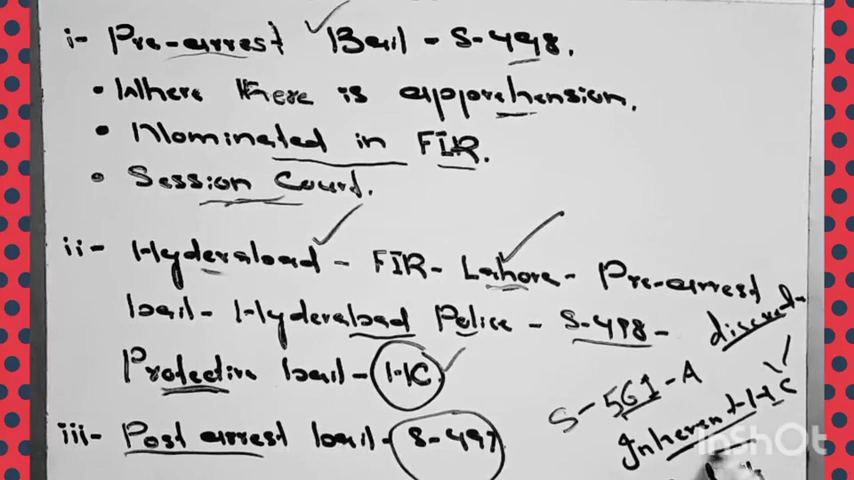 i- Pre-arrest Bail - S-498.
• Where there is apprehension.
• Nominated in FIR.
• Session Court.
ii- Hyderabad - FIR- Lahore - Pre-arrest
bail - Hyderabad Police - S-498 -
Protective bail - HC
iii- Post arrest bail - S-497
S-561-A
Inherent HC
InShOt